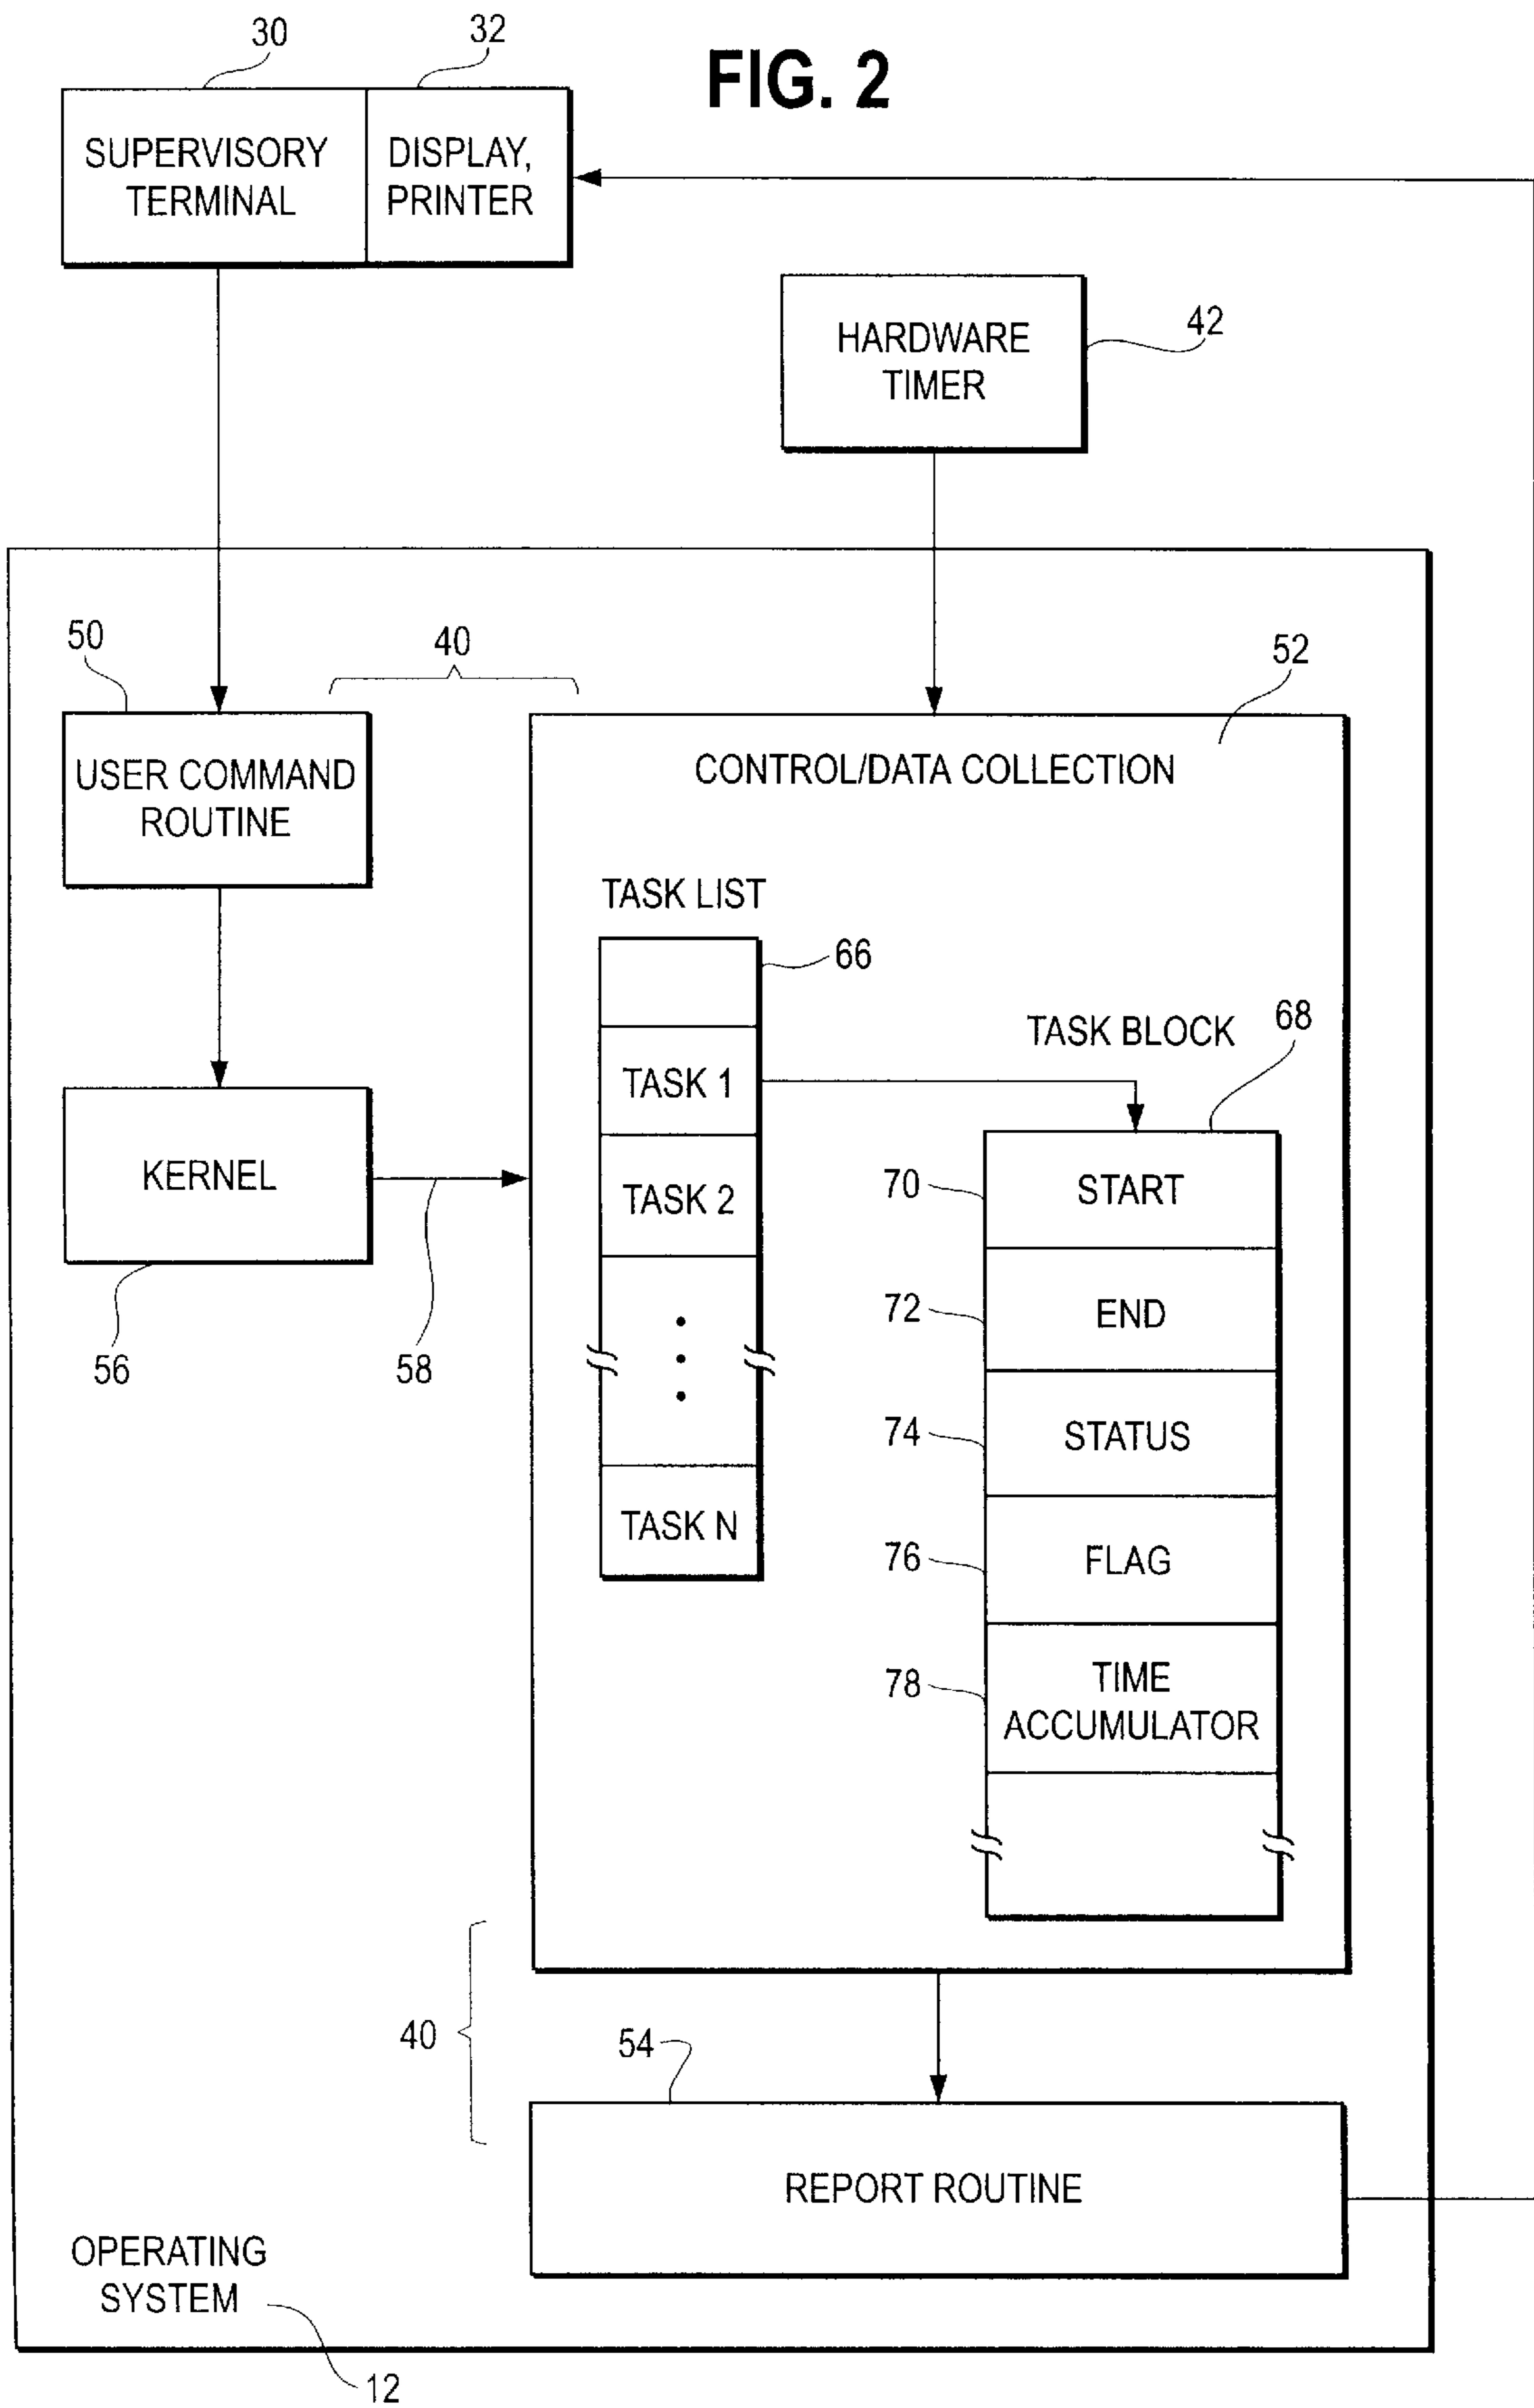 30
32
FIG. 2
SUPERVISORY
TERMINAL
DISPLAY,
PRINTER
HARDWARE
TIMER
42
50
40
52
USER COMMAND
ROUTINE
CONTROL/DATA COLLECTION
TASK LIST
66
TASK BLOCK
68
TASK 1
KERNEL
TASK 2
70
START
72
END
56
58
74
STATUS
TASK N
76
FLAG
78
TIME
ACCUMULATOR
40
54
REPORT ROUTINE
OPERATING
SYSTEM
12